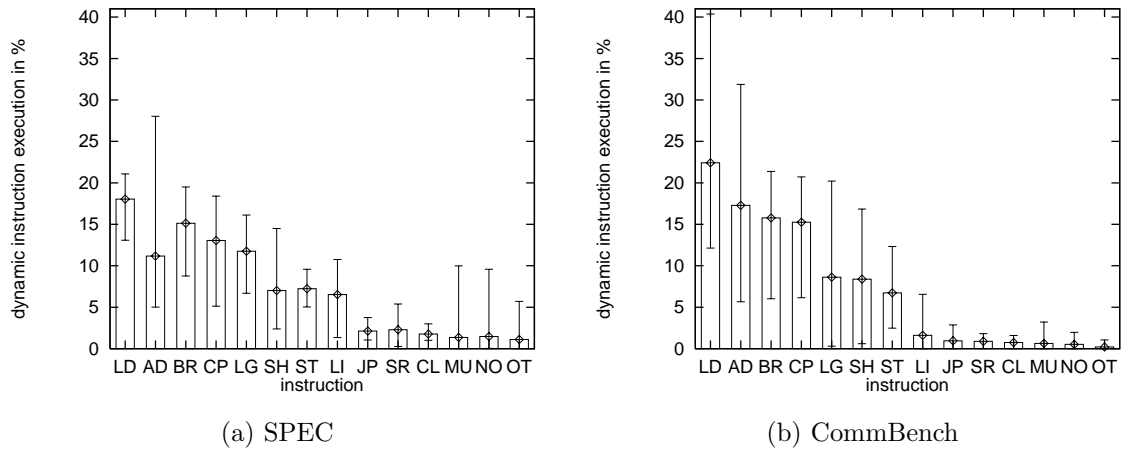 dynamic instruction execution in %
40
35
30
25
20
15
10
5
0
LD AD BR CP LG SH ST LI JP SR CL MU NO OT
instruction
(a) SPEC
dynamic instruction execution in %
40
35
30
25
20
15
10
5
0
LD AD BR CP LG SH ST LI JP SR CL MU NO OT
instruction
(b) CommBench